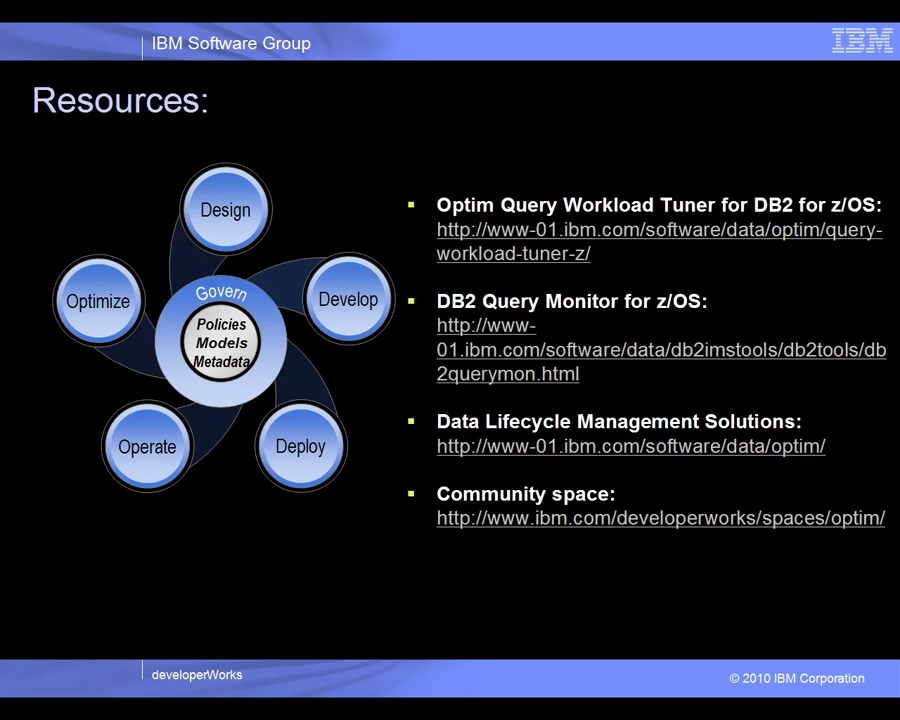 IBM Software Group
IBM
Resources:
Design
Optimize
Develop
Govern
Policies
Models
Metadata
Operate
Deploy
▪ Optim Query Workload Tuner for DB2 for z/OS:
http://www-01.ibm.com/software/data/optim/query-
workload-tuner-z/
▪ DB2 Query Monitor for z/OS:
http://www-
01.ibm.com/software/data/db2imstools/db2tools/db
2querymon.html
▪ Data Lifecycle Management Solutions:
http://www-01.ibm.com/software/data/optim/
▪ Community space:
http://www.ibm.com/developerworks/spaces/optim/
developerWorks
© 2010 IBM Corporation